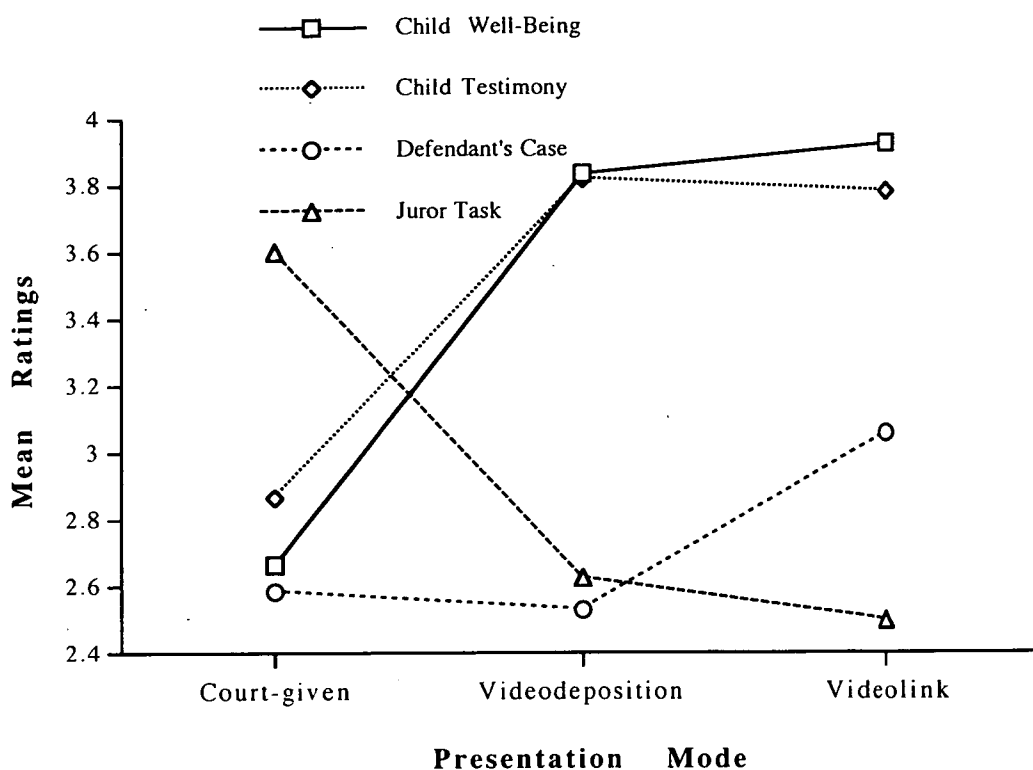 Child Well-Being
Child Testimony
Defendant's Case
Juror Task
4
3.8
3.6
3.4
3.2
3
2.8
2.6
2.4
Mean Ratings
Court-given Videodeposition Videolink
Presentation Mode